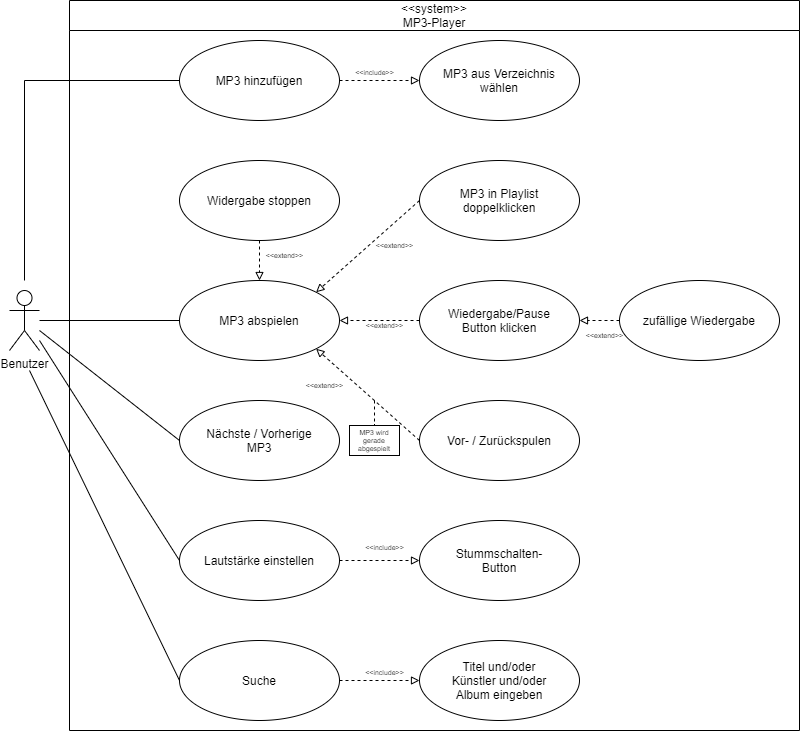 <<system>>
MP3-Player
MP3 hinzufügen
<<include>>
MP3 aus Verzeichnis
wählen
Widergabe stoppen
MP3 in Playlist
doppelklicken
<<extend>>
<<extend>>
Benutzer
MP3 abspielen
<<extend>>
Wiedergabe/Pause
Button klicken
<<extend>>
zufällige Wiedergabe
<<extend>>
Nächste / Vorherige
MP3
MP3 wird
gerade
abgespielt
Vor- / Zurückspulen
Lautstärke einstellen
<<include>>
Stummschalten-
Button
Suche
<<include>>
Titel und/oder
Künstler und/oder
Album eingeben